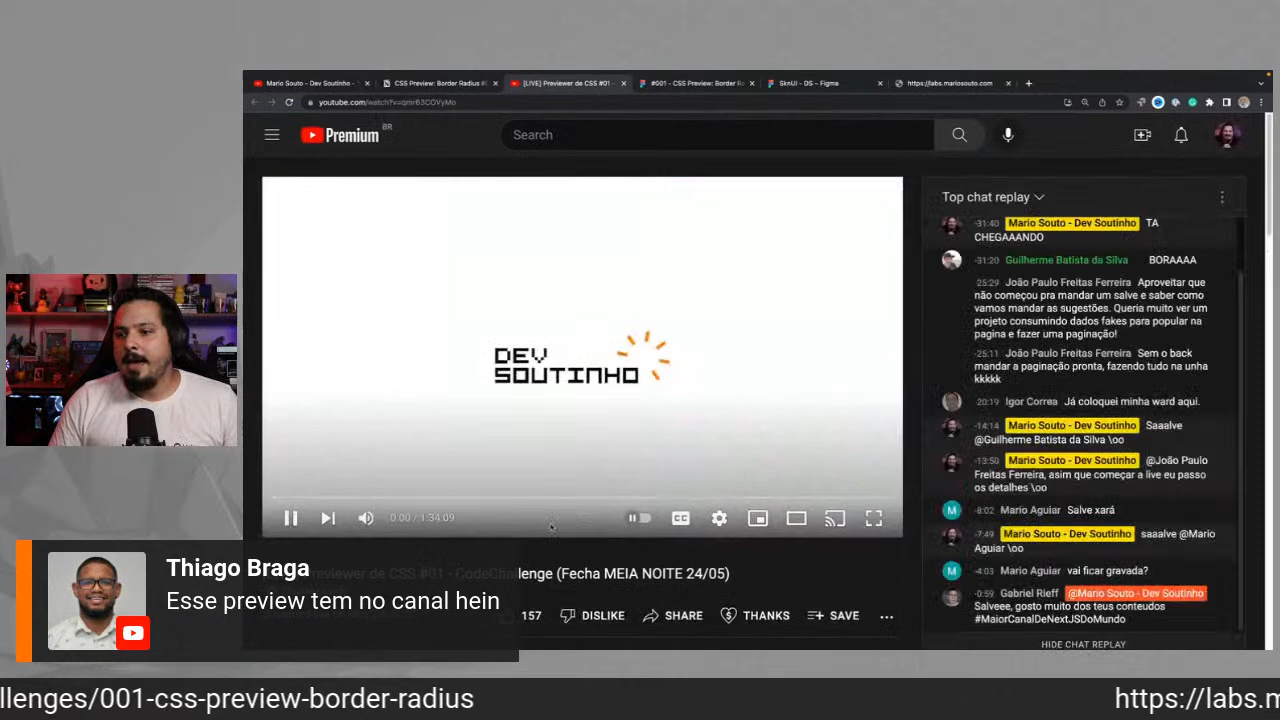 Mario Souto - Dev Soutinho -
CSS Preview: Border Radius #0
[LIVE] Previewer de CSS #01 -
#001 - CSS Preview: Border Ra
SknUI - DS – Figma
https://labs.mariosouto.com
youtube.com/watch?v=qmr63COVyMo
Premium BR
Search
DEV
SOUTINHO
0:00 / 1:34:09
Top chat replay
-31:40 Mario Souto - Dev Soutinho TA
CHEGAAANDO
-31:20 Guilherme Batista da Silva BORAAAA
25:29 João Paulo Freitas Ferreira Aproveitar que
não começou pra mandar um salve e saber como
vamos mandar as sugestões. Queria muito ver um
projeto consumindo dados fakes para popular na
pagina e fazer uma paginação!
-25:11 João Paulo Freitas Ferreira Sem o back
mandar a paginação pronta, fazendo tudo na unha
kkkkk
-20:19 Igor Correa Já coloquei minha ward aqui.
-14:14 Mario Souto - Dev Soutinho Saaalve
@Guilherme Batista da Silva \oo
-13:50 Mario Souto - Dev Soutinho @João Paulo
Freitas Ferreira, asim que começar a live eu passo
os detalhes \oo
M -8:02 Mario Aguiar Salve xará
-7:49 Mario Souto - Dev Soutinho saaalve @Mario
Aguiar \oo
M -4:03 Mario Aguiar vai ficar gravada?
-0:59 Gabriel Rieff @Mario Souto - Dev Soutinho
Salveee, gosto muito dos teus conteudos
#MaiorCanalDeNextJSDoMundo
HIDE CHAT REPLAY
Previewer de CSS #01 - CodeChallenge (Fecha MEIA NOITE 24/05)
157 DISLIKE SHARE THANKS SAVE
Thiago Braga
Esse preview tem no canal hein
llenges/001-css-preview-border-radius
https://labs.m